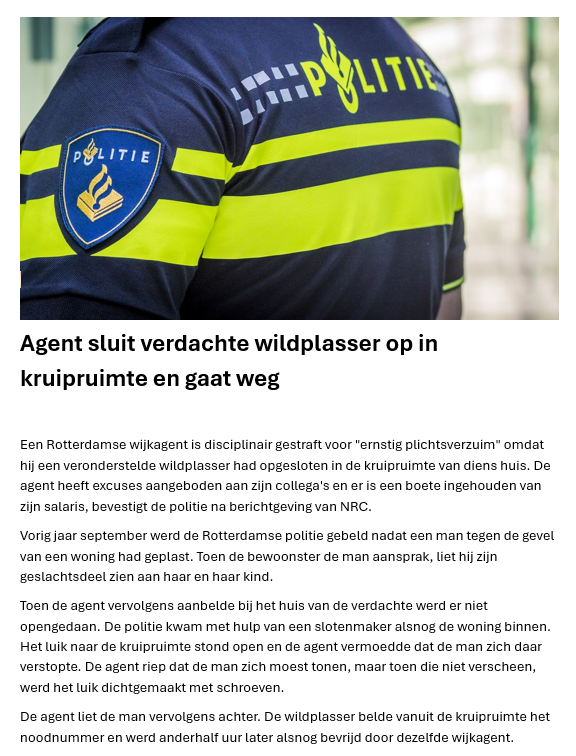 POLITIE
POLITIE
Agent sluit verdachte wildplasser op in
kruipruimte en gaat weg
Een Rotterdamse wijkagent is disciplinair gestraft voor "ernstig plichtsverzuim" omdat
hij een veronderstelde wildplasser had opgesloten in de kruipruimte van diens huis. De
agent heeft excuses aangeboden aan zijn collega's en er is een boete ingehouden van
zijn salaris, bevestigt de politie na berichtgeving van NRC.
Vorig jaar september werd de Rotterdamse politie gebeld nadat een man tegen de gevel
van een woning had geplast. Toen de bewoonster de man aansprak, liet hij zijn
geslachtsdeel zien aan haar en haar kind.
Toen de agent vervolgens aanbelde bij het huis van de verdachte werd er niet
opengedaan. De politie kwam met hulp van een slotenmaker alsnog de woning binnen.
Het luik naar de kruipruimte stond open en de agent vermoedde dat de man zich daar
verstopte. De agent riep dat de man zich moest tonen, maar toen die niet verscheen,
werd het luik dichtgemaakt met schroeven.
De agent liet de man vervolgens achter. De wildplasser belde vanuit de kruipruimte het
noodnummer en werd anderhalf uur later alsnog bevrijd door dezelfde wijkagent.